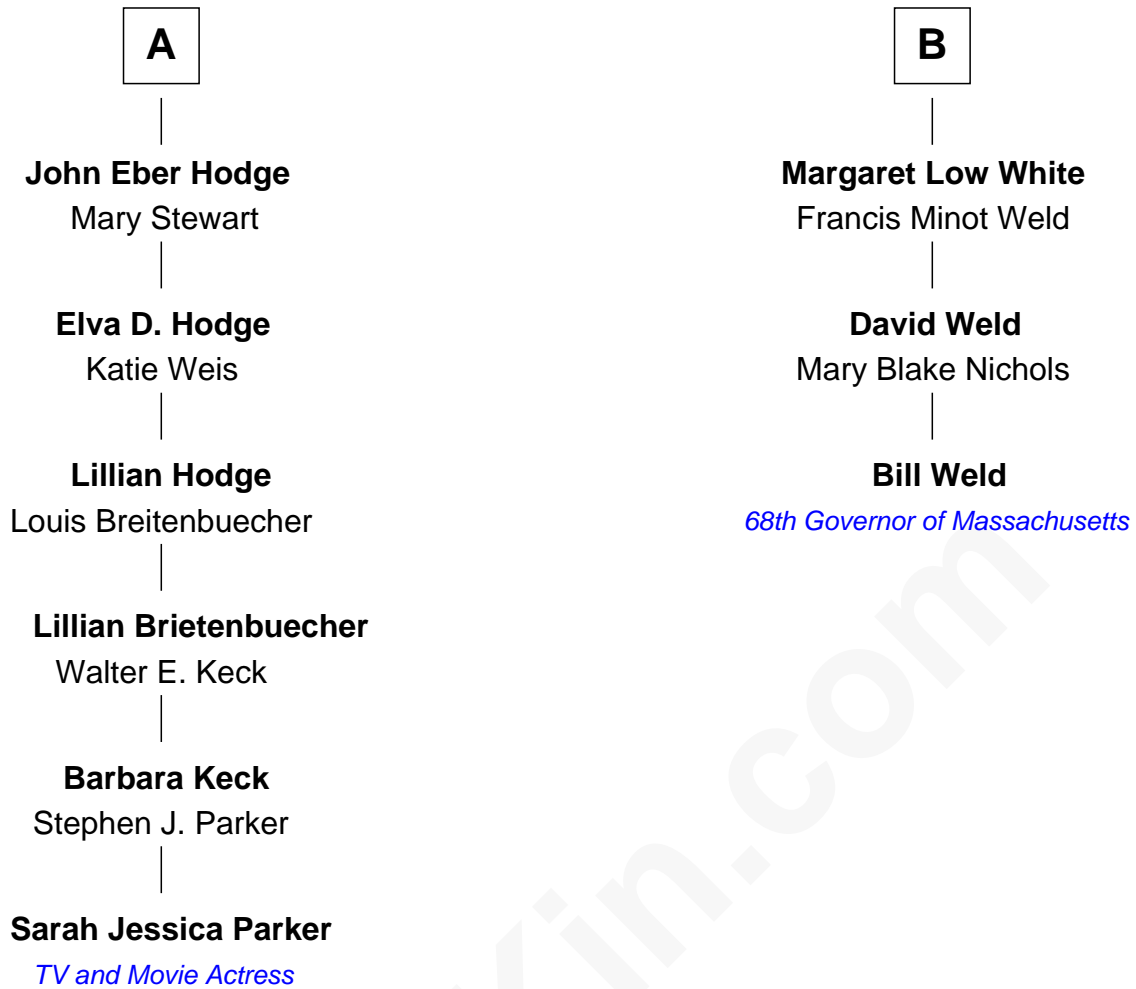 A
John Eber Hodge
Mary Stewart
Elva D. Hodge
Katie Weis
Lillian Hodge
Louis Breitenbuecher
Lillian Brietenbuecher
Walter E. Keck
Barbara Keck
Stephen J. Parker
Sarah Jessica Parker
TV and Movie Actress
B
Margaret Low White
Francis Minot Weld
David Weld
Mary Blake Nichols
Bill Weld
68th Governor of Massachusetts
Kin.com